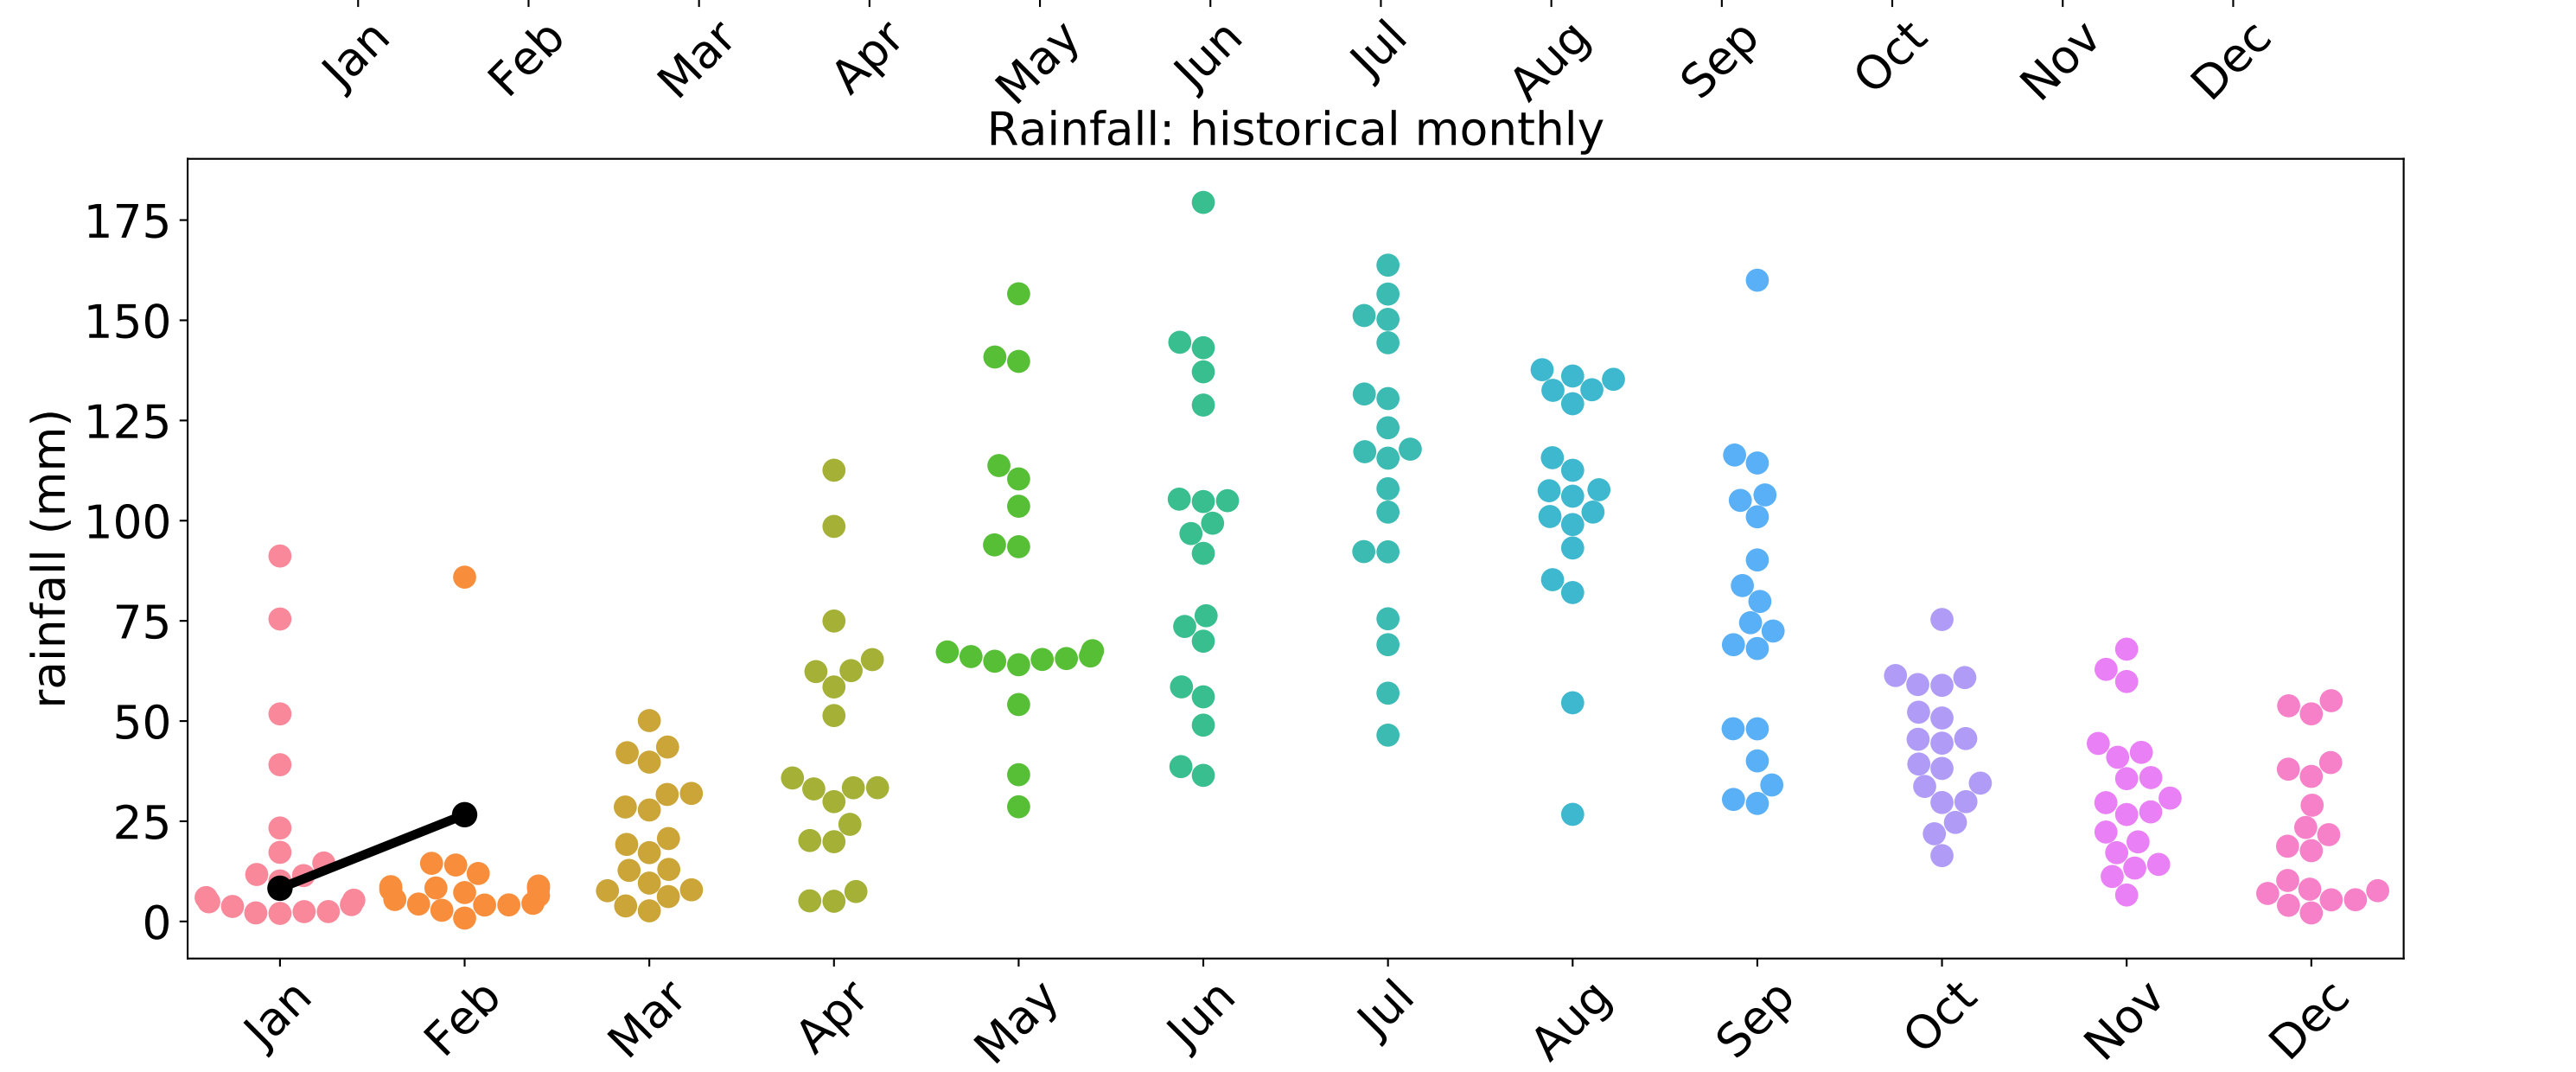 Jan Feb Mar Apr May Jun Jul Aug Sep Oct Nov Dec
Rainfall: historical monthly
rainfall (mm)
175
150
125
100
75
50
25
0
Jan Feb Mar Apr May Jun Jul Aug Sep Oct Nov Dec